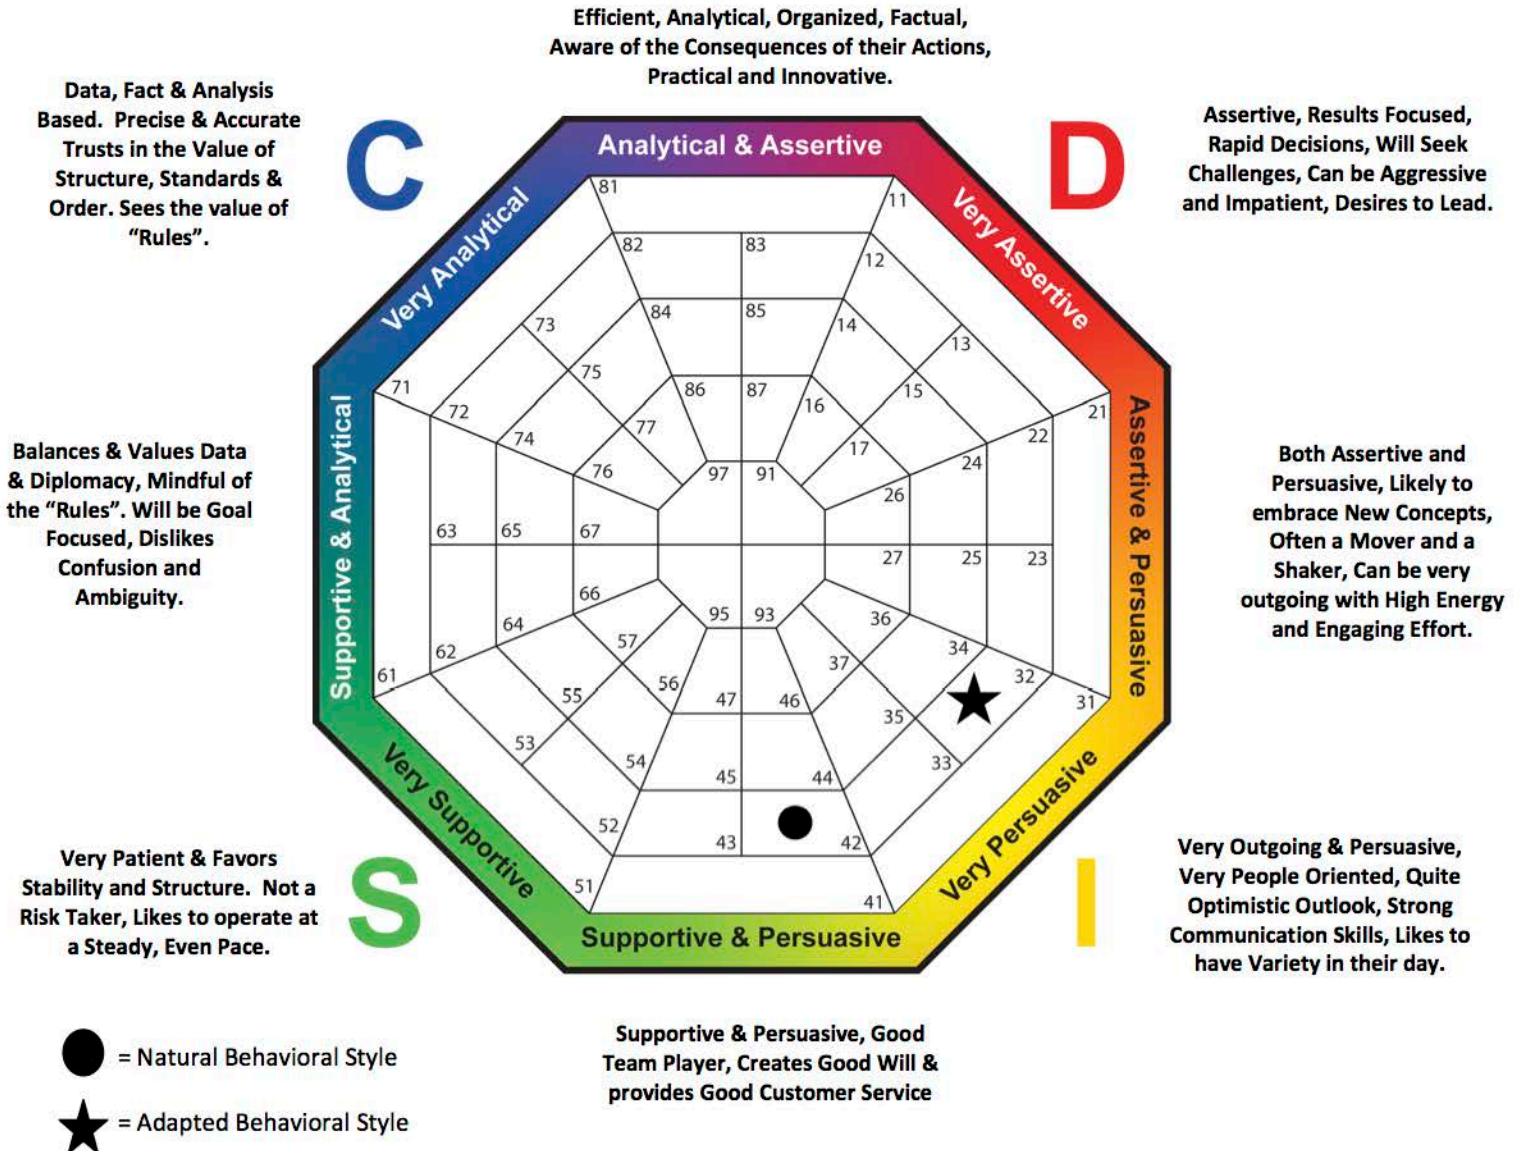 Efficient, Analytical, Organized, Factual,
Aware of the Consequences of their Actions,
Practical and Innovative.
Data, Fact & Analysis
Based. Precise & Accurate
Trusts in the Value of
Structure, Standards &
Order. Sees the value of
“Rules”.
C
D
Assertive, Results Focused,
Rapid Decisions, Will Seek
Challenges, Can be Aggressive
and Impatient, Desires to Lead.
Analytical & Assertive
Very Analytical
Very Assertive
81
11
82
83
12
84
85
14
73
13
75
15
71
86
87
16
21
72
77
17
22
74
76
97
91
24
26
Supportive & Analytical
Assertive & Persuasive
Balances & Values Data
& Diplomacy, Mindful of
the “Rules”. Will be Goal
Focused, Dislikes
Confusion and
Ambiguity.
Both Assertive and
Persuasive, Likely to
embrace New Concepts,
Often a Mover and a
Shaker, Can be very
outgoing with High Energy
and Engaging Effort.
63
65
67
27
25
23
66
64
95
93
36
62
57
34
61
56
37
32
55
47
46
31
53
35
54
45
44
33
52
43
42
51
41
Very Supportive
Very Persuasive
Supportive & Persuasive
S
I
Very Patient & Favors
Stability and Structure. Not a
Risk Taker, Likes to operate at
a Steady, Even Pace.
Very Outgoing & Persuasive,
Very People Oriented, Quite
Optimistic Outlook, Strong
Communication Skills, Likes to
have Variety in their day.
Supportive & Persuasive, Good
Team Player, Creates Good Will &
provides Good Customer Service
= Natural Behavioral Style
= Adapted Behavioral Style